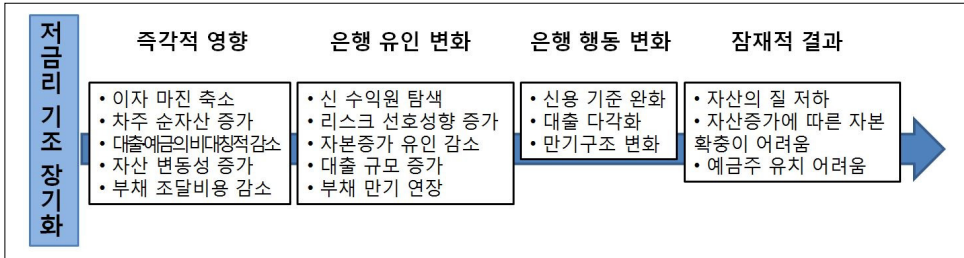 저금리 기조 장기화
즉각적 영향
• 이자 마진 축소
• 차주 순자산 증가
• 대출예금의비대칭적감소
• 자산 변동성 증가
• 부채 조달비용 감소
은행 유인 변화
• 신 수익원 탐색
• 리스크 선호성향 증가
• 자본증가 유인 감소
• 대출 규모 증가
• 부채 만기 연장
은행 행동 변화
• 신용 기준 완화
• 대출 다각화
• 만기구조 변화
잠재적 결과
• 자산의 질 저하
• 자산증가에 따른 자본
확충이 어려움
• 예금주 유치 어려움